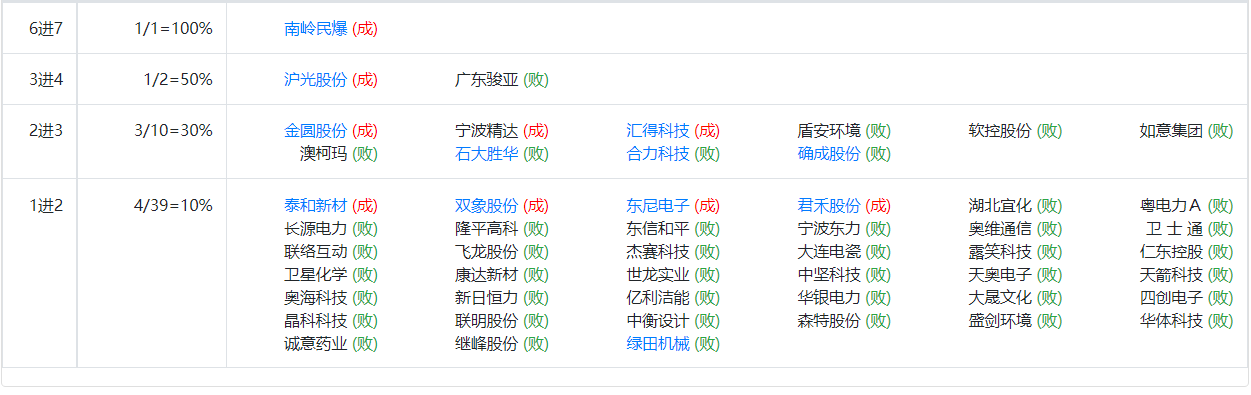 6进7 1/1=100% 南岭民爆 (成)
3进4 1/2=50% 沪光股份 (成) 广东骏亚 (败)
2进3 3/10=30% 金圆股份 (成) 宁波精达 (成) 汇得科技 (成) 盾安环境 (败) 软控股份 (败) 如意集团 (败)
澳柯玛 (败) 石大胜华 (败) 合力科技 (败) 确成股份 (败)
1进2 4/39=10% 泰和新材 (成) 双象股份 (成) 东尼电子 (成) 君禾股份 (成) 湖北宜化 (败) 粤电力Ａ (败)
长源电力 (败) 隆平高科 (败) 东信和平 (败) 宁波东力 (败) 奥维通信 (败) 卫 士 通 (败)
联络互动 (败) 飞龙股份 (败) 杰赛科技 (败) 大连电瓷 (败) 露笑科技 (败) 仁东控股 (败)
卫星化学 (败) 康达新材 (败) 世龙实业 (败) 中坚科技 (败) 天奥电子 (败) 天箭科技 (败)
奥海科技 (败) 新日恒力 (败) 亿利洁能 (败) 华银电力 (败) 大晟文化 (败) 四创电子 (败)
晶科科技 (败) 联明股份 (败) 中衡设计 (败) 森特股份 (败) 盛剑环境 (败) 华体科技 (败)
诚意药业 (败) 继峰股份 (败) 绿田机械 (败)